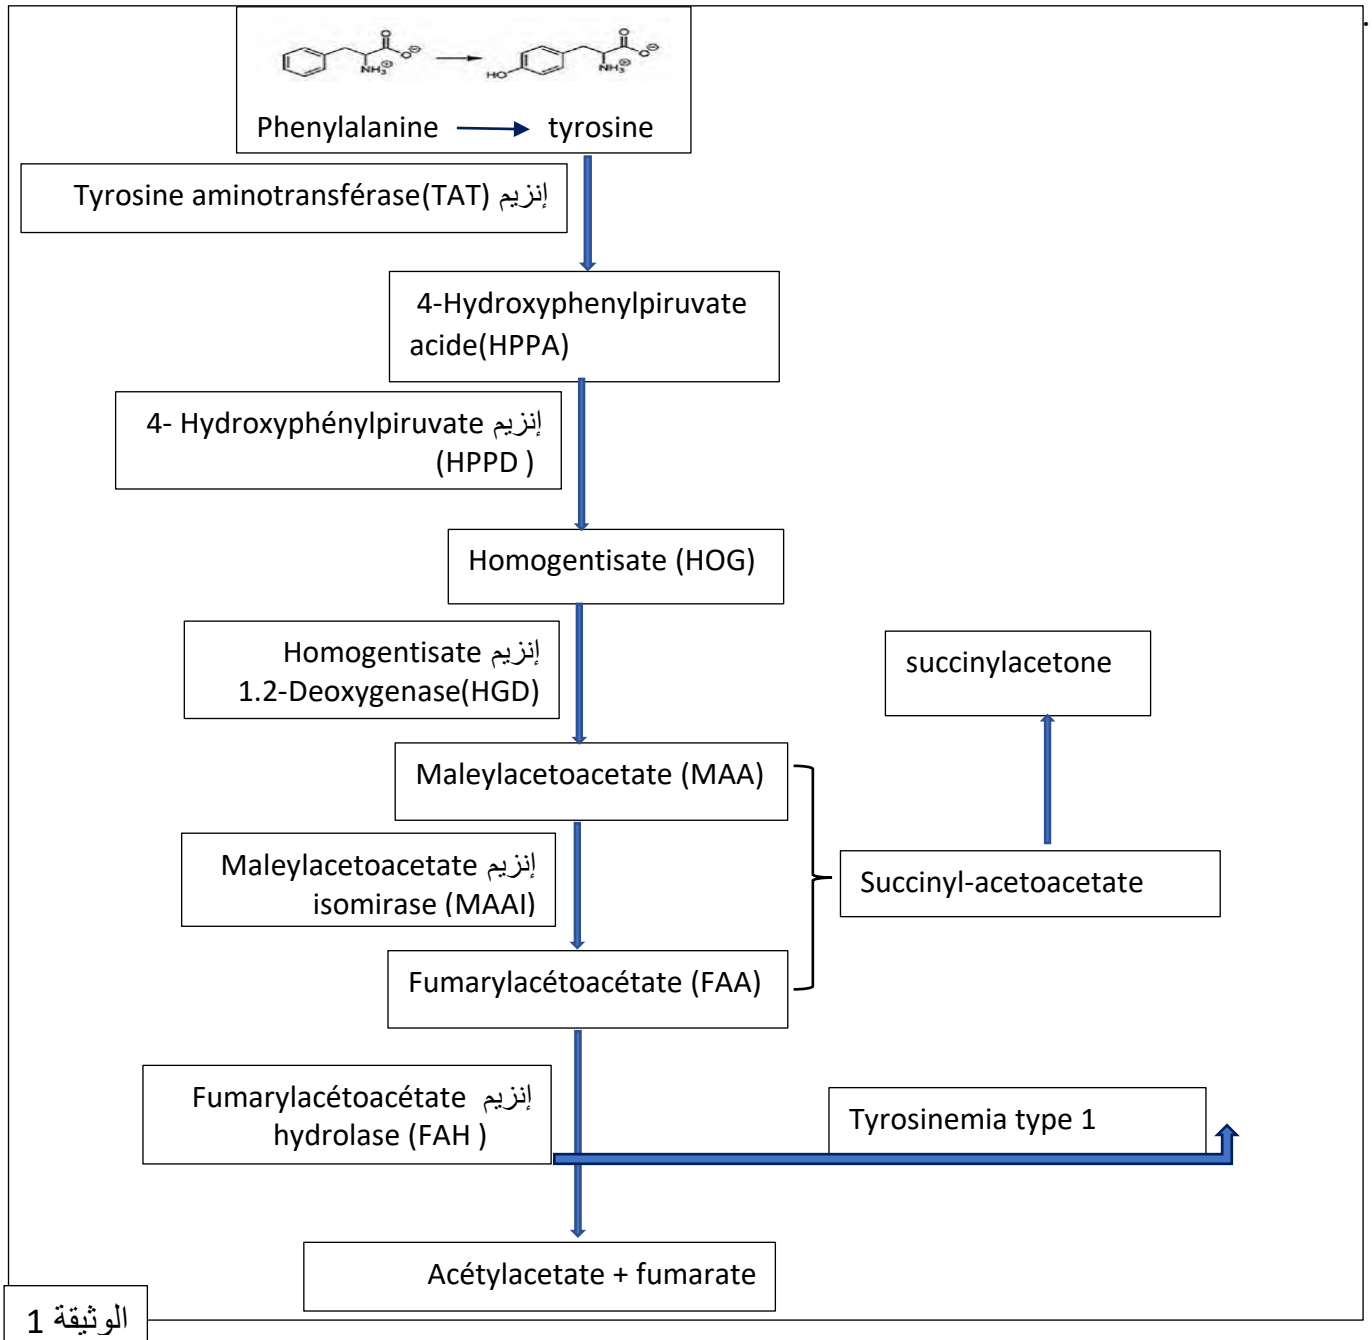 Phenylalanine → tyrosine
إنزيم Tyrosine aminotransférase(TAT)
4-Hydroxyphenylpiruvate
acide(HPPA)
إنزيم 4- Hydroxyphénylpiruvate
(HPPD )
Homogentisate (HOG)
إنزيم Homogentisate
1.2-Deoxygenase(HGD)
succinylacetone
Maleylacetoacetate (MAA)
إنزيم Maleylacetoacetate
isomirase (MAAI)
Succinyl-acetoacetate
Fumarylacétoacétate (FAA)
إنزيم Fumarylacétoacétate
hydrolase (FAH )
Tyrosinemia type 1
Acétylacetate + fumarate
الوثيقة 1